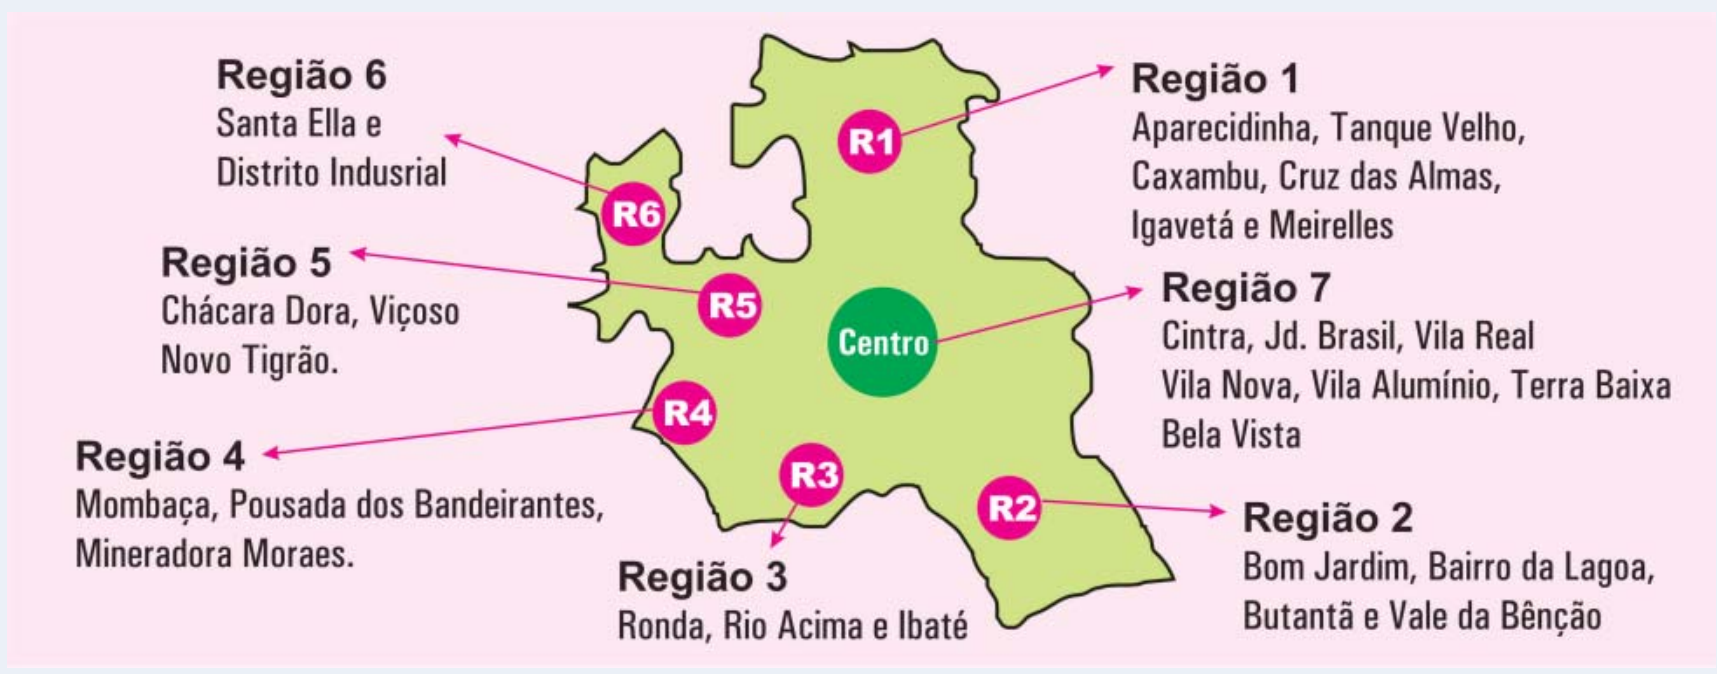 Região 6
Santa Ella e
Distrito Indusrial
Região 5
Chácara Dora, Viçoso
Novo Tigrão.
Região 4
Mombaça, Pousada dos Bandeirantes,
Mineradora Moraes.
Região 3
Ronda, Rio Acima e Ibaté
R1
R6
R5
Centro
R4
R3
R2
Região 1
Aparecidinha, Tanque Velho,
Caxambu, Cruz das Almas,
Igavetá e Meirelles
Região 7
Cintra, Jd. Brasil, Vila Real
Vila Nova, Vila Alumínio, Terra Baixa
Bela Vista
Região 2
Bom Jardim, Bairro da Lagoa,
Butantã e Vale da Bênção